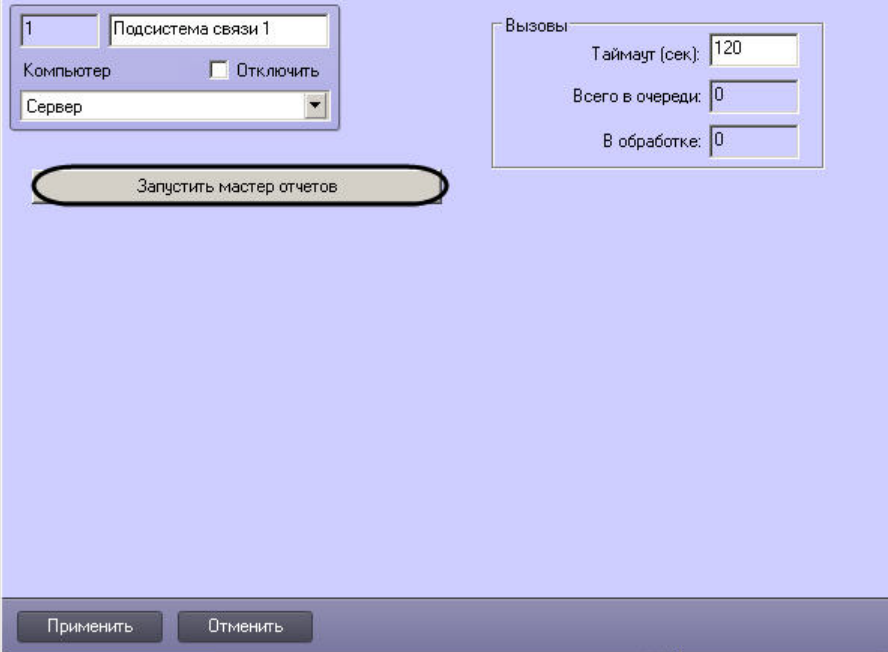 1
Подсистема связи 1
Компьютер
Отключить
Сервер
Запустить мастер отчетов
Вызовы
Таймаут (сек): 120
Всего в очереди: 0
В обработке: 0
Применить
Отменить